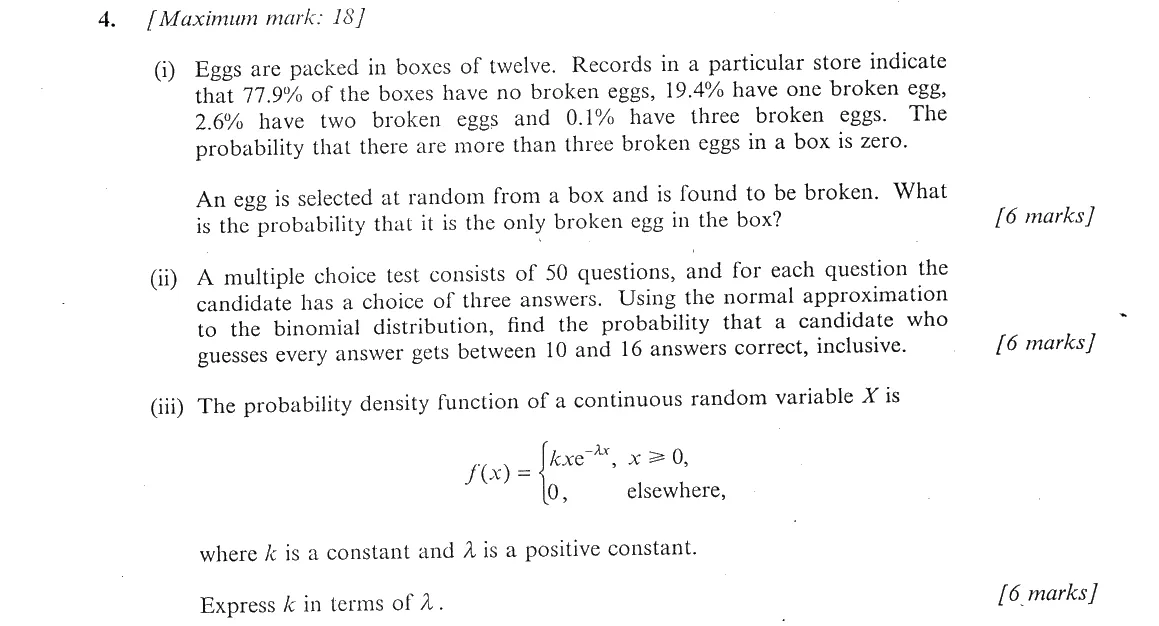 4. [Maximum mark: 18]
(i) Eggs are packed in boxes of twelve. Records in a particular store indicate
that 77.9% of the boxes have no broken eggs, 19.4% have one broken egg,
2.6% have two broken eggs and 0.1% have three broken eggs. The
probability that there are more than three broken eggs in a box is zero.
An egg is selected at random from a box and is found to be broken. What
is the probability that it is the only broken egg in the box? [6 marks]
(ii) A multiple choice test consists of 50 questions, and for each question the
candidate has a choice of three answers. Using the normal approximation
to the binomial distribution, find the probability that a candidate who
guesses every answer gets between 10 and 16 answers correct, inclusive. [6 marks]
(iii) The probability density function of a continuous random variable X is
f(x) = { kxe^{−λx}, x ⩾ 0,
0, elsewhere,
where k is a constant and λ is a positive constant.
Express k in terms of λ. [6 marks]